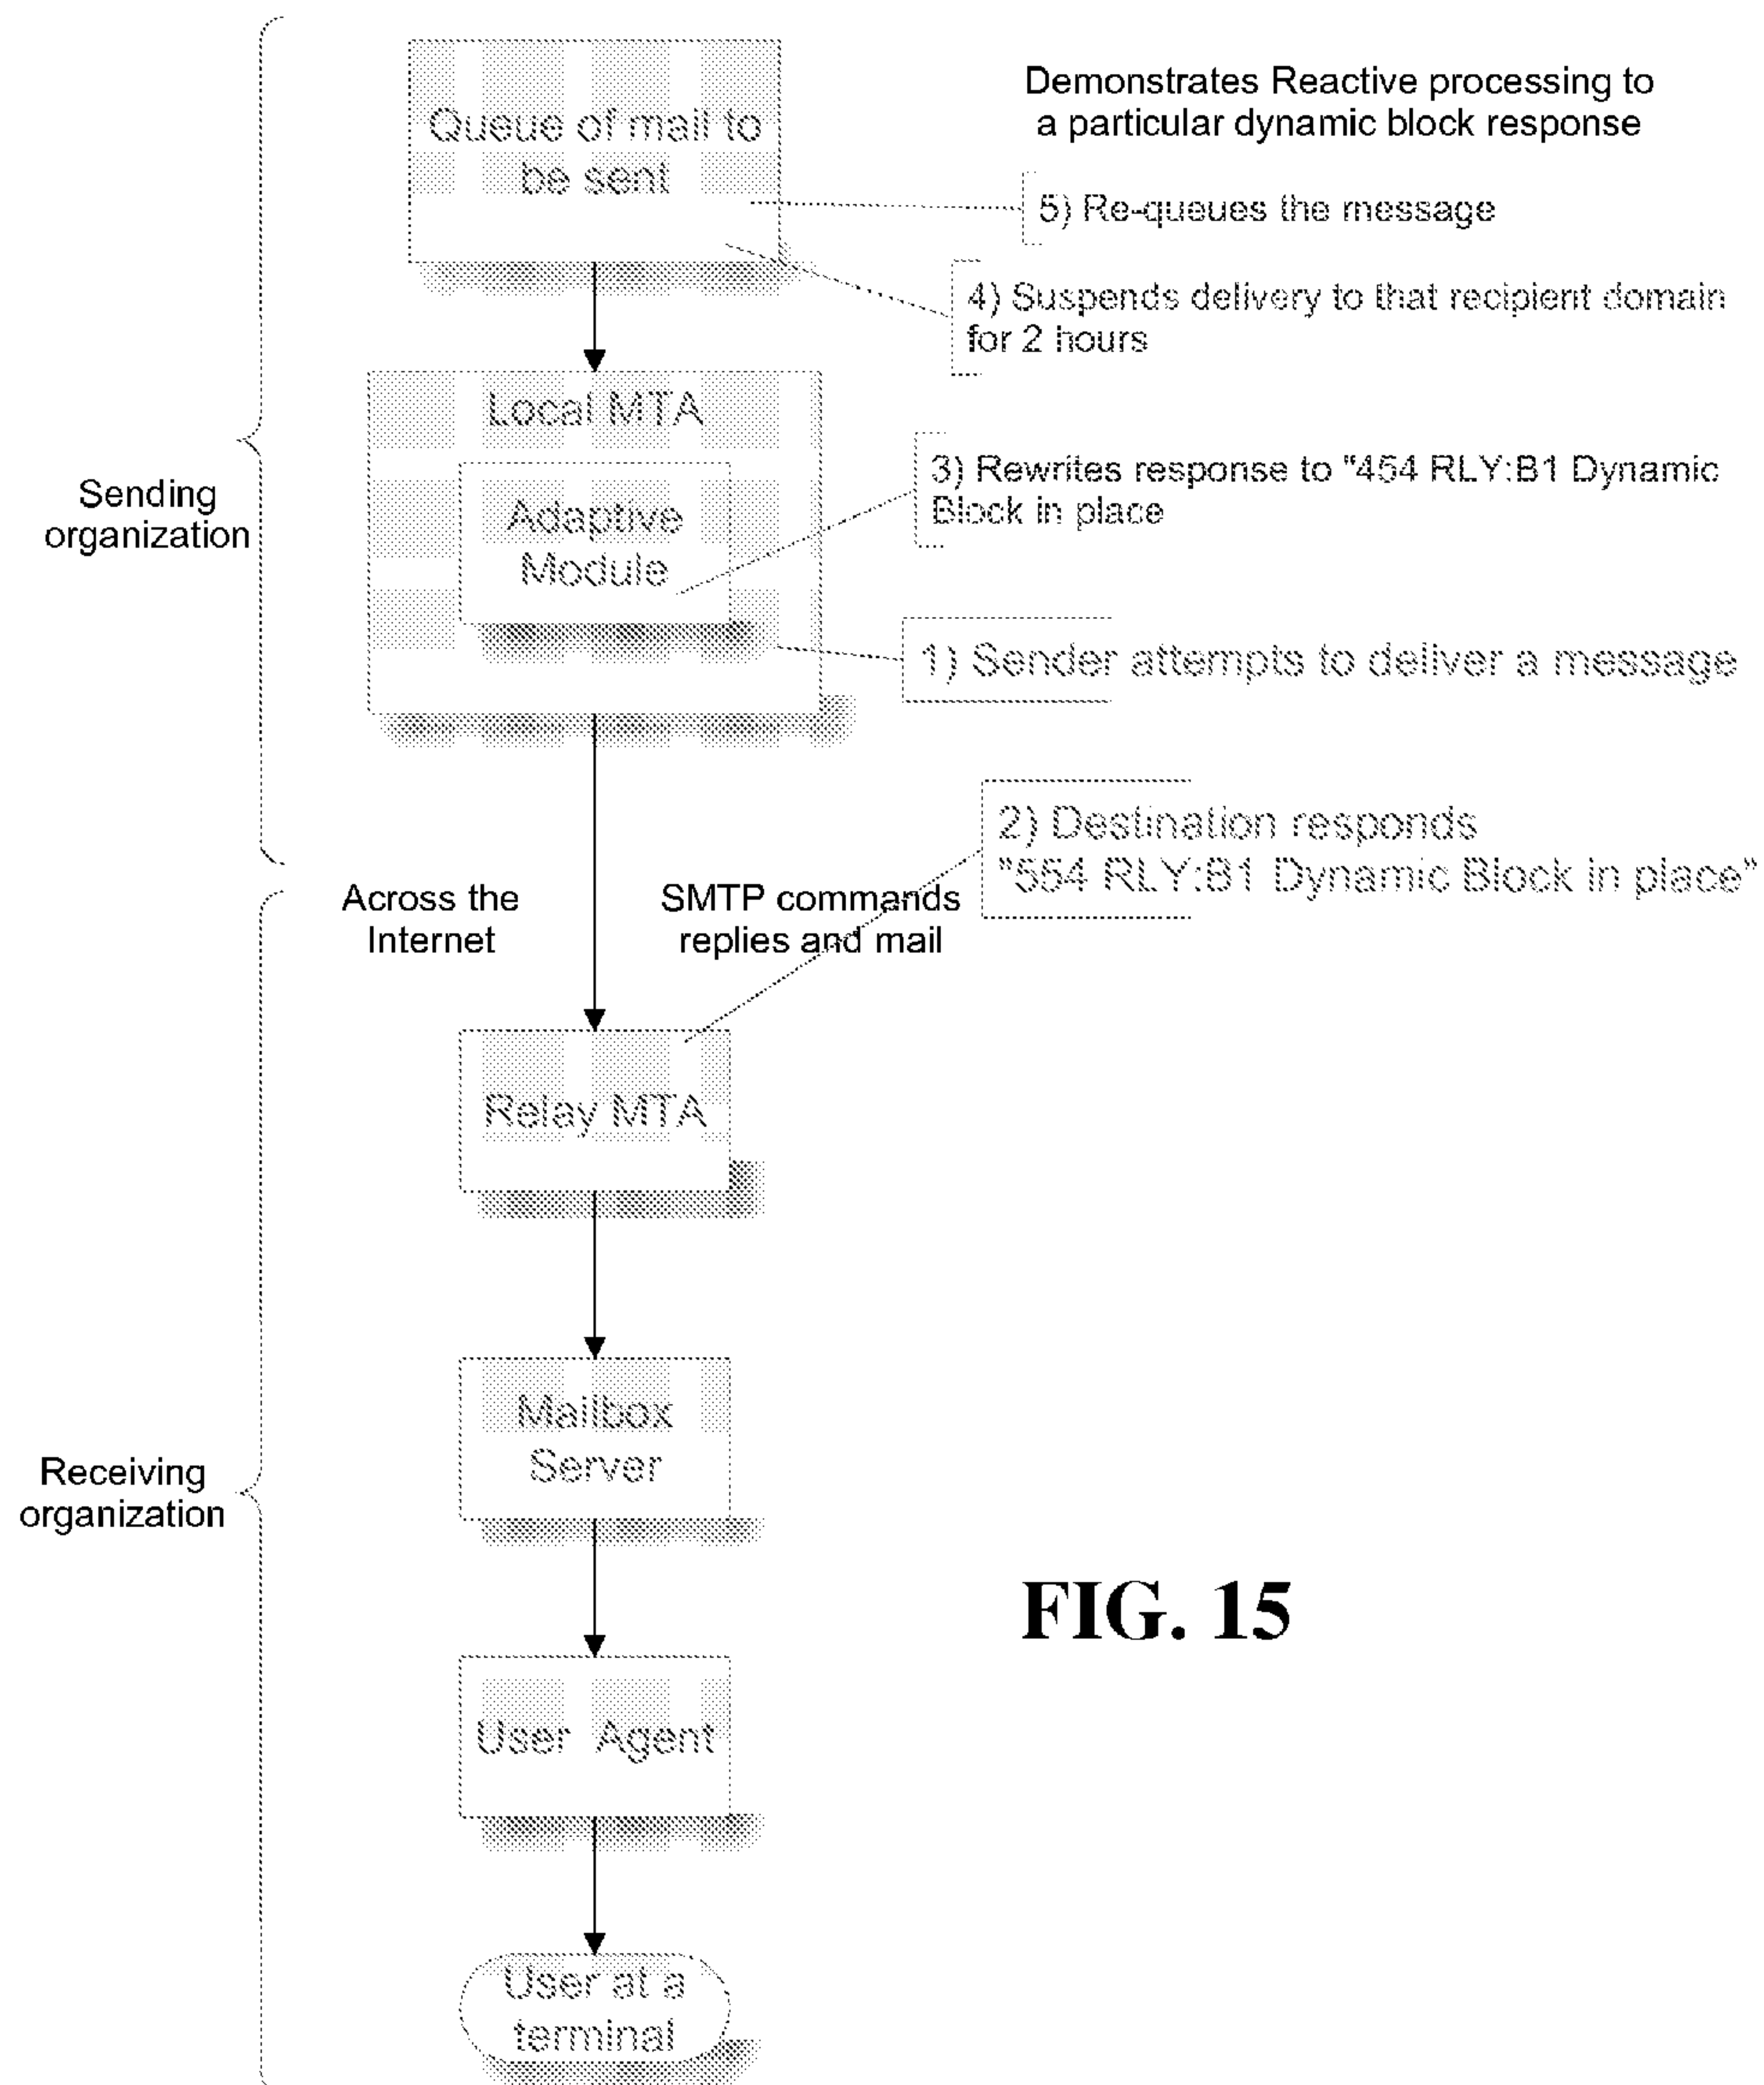 Queue of mail to
be sent
Demonstrates Reactive processing to
a particular dynamic block response
5) Re-queues the message
4) Suspends delivery to that recipient domain
for 2 hours
Local MTA
Adaptive
Module
3) Rewrites response to "454 RLY:B1 Dynamic
Block in place
Sending
organization
1) Sender attempts to deliver a message
2) Destination responds
"554 RLY:B1 Dynamic Block in place"
Across the
Internet
SMTP commands
replies and mail
Relay MTA
Mailbox
Server
Receiving
organization
FIG. 15
User Agent
User at a
terminal